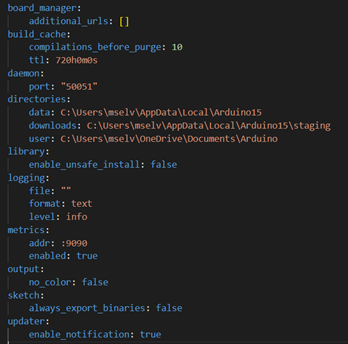 board_manager:
    additional_urls: []
build_cache:
    compilations_before_purge: 10
    ttl: 720h0m0s
daemon:
    port: "50051"
directories:
    data: C:\Users\mselv\AppData\Local\Arduino15
    downloads: C:\Users\mselv\AppData\Local\Arduino15\staging
    user: C:\Users\mselv\OneDrive\Documents\Arduino
library:
    enable_unsafe_install: false
logging:
    file: ""
    format: text
    level: info
metrics:
    addr: :9090
    enabled: true
output:
    no_color: false
sketch:
    always_export_binaries: false
updater:
    enable_notification: true